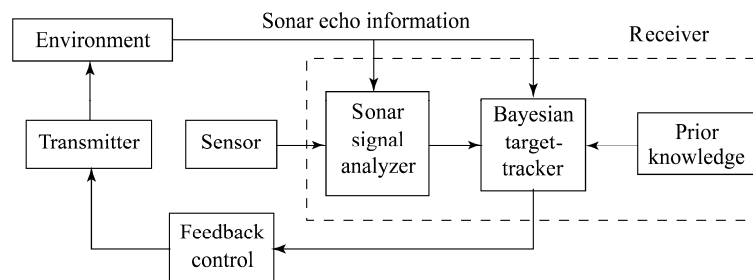 Sonar echo information
Environment
Receiver
Transmitter
Sensor
Sonar
signal
analyzer
Bayesian
target-
tracker
Prior
knowledge
Feedback
control